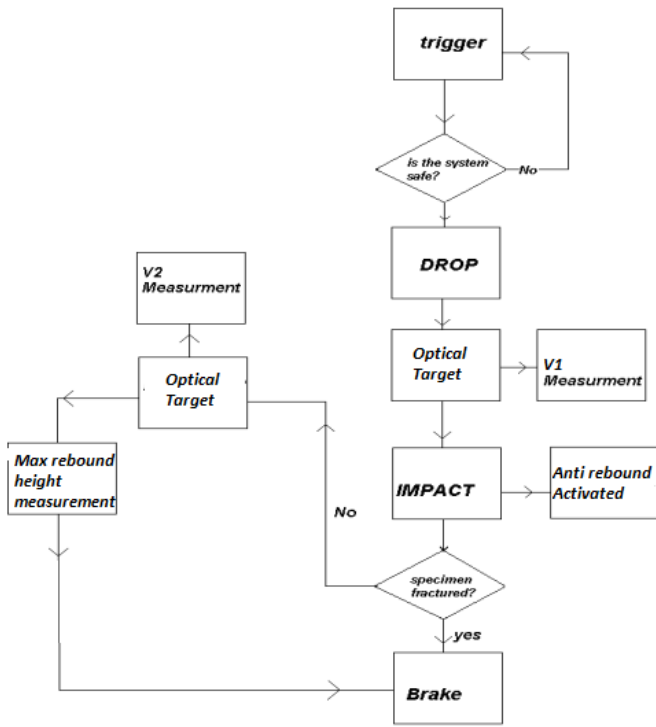 trigger
is the system
safe?
No
DROP
V2
Measurment
Optical
Target
Optical
Target
V1
Measurment
Max rebound
height
measurement
IMPACT
Anti rebound
Activated
No
specimen
fractured?
yes
Brake